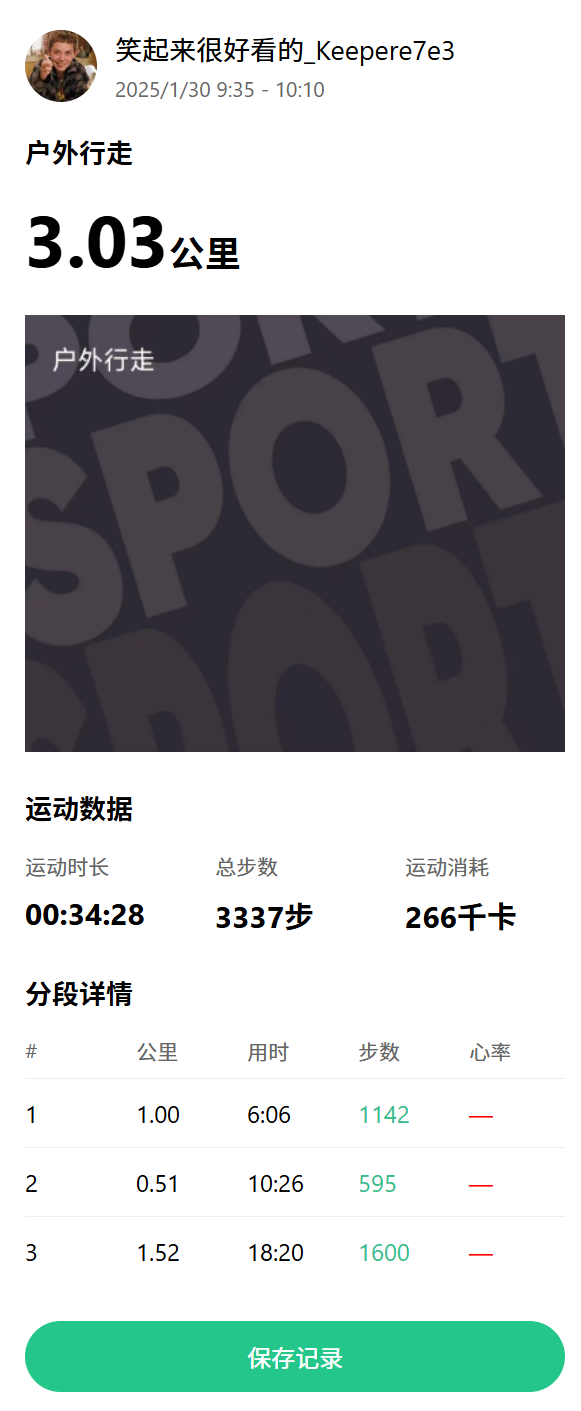 笑起来很好看的_Keepere7e3
2025/1/30 9:35 - 10:10
户外行走
3.03公里
SPORT
户外行走
SPORT
SPORT
运动数据
运动时长 总步数 运动消耗
00:34:28 3337步 266千卡
分段详情
# 公里 用时 步数 心率
1 1.00 6:06 1142 —
2 0.51 10:26 595 —
3 1.52 18:20 1600 —
保存记录